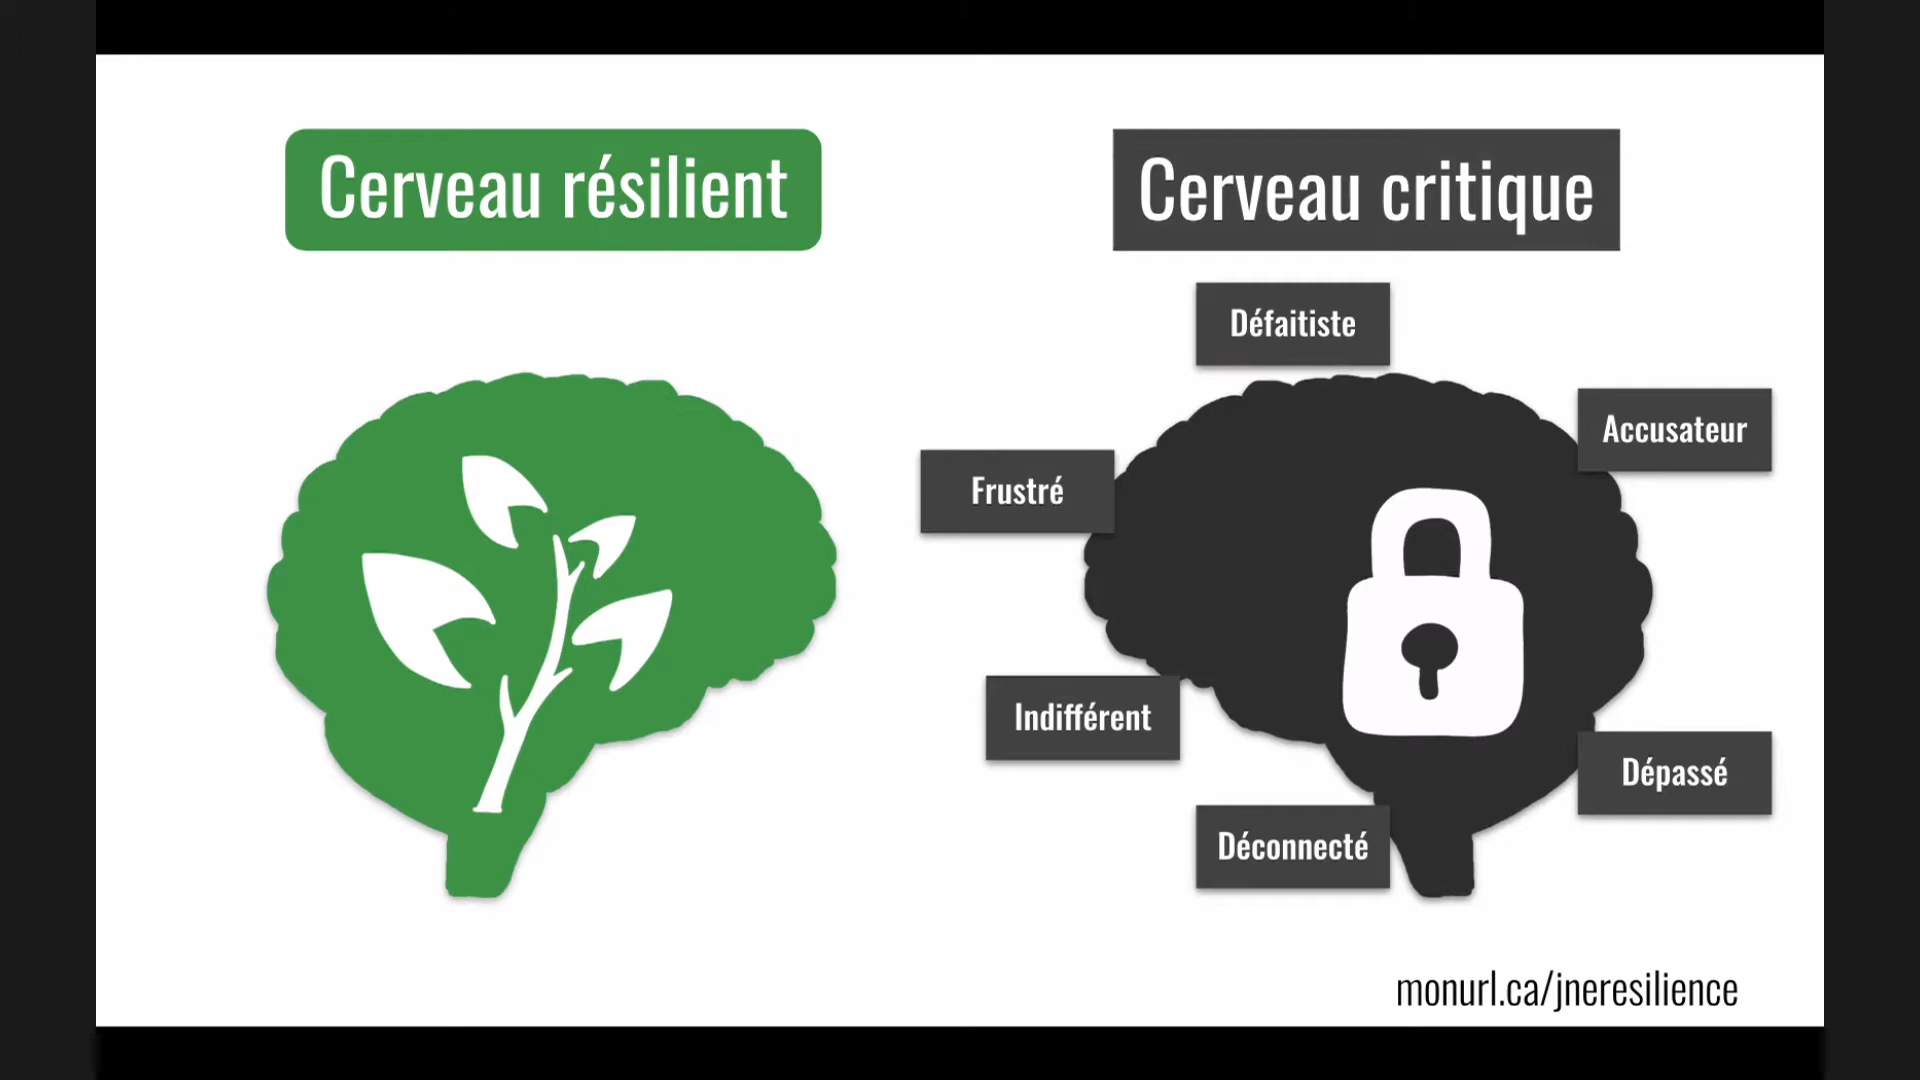 Cerveau résilient
Cerveau critique
Défaitiste
Accusateur
Frustré
Indifférent
Dépassé
Déconnecté
monurl.ca/jneresilience